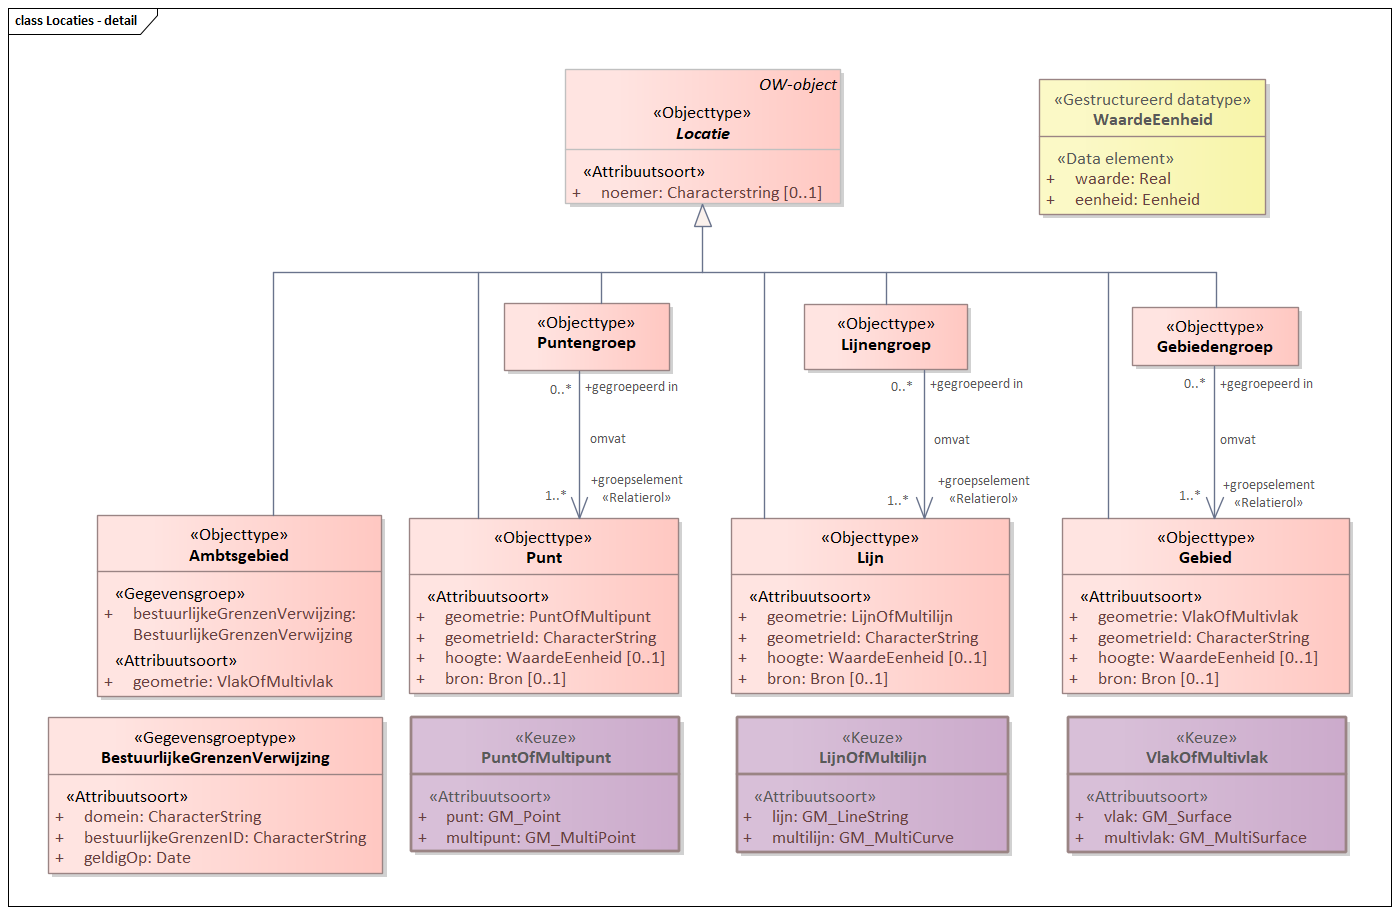 class Locaties - detail
OW-object
«Objecttype»
Locatie
«Attribuutsoort»
+ noemer: Characterstring [0..1]
«Gestructureerd datatype»
WaardeEenheid
«Data element»
+ waarde: Real
+ eenheid: Eenheid
«Objecttype»
Puntengroep
«Objecttype»
Lijnengroep
«Objecttype»
Gebiedengroep
0..* +gegroepeerd in
omvat
+groepselement
1..* «Relatierol»
0..* +gegroepeerd in
omvat
+groepselement
1..* «Relatierol»
0..* +gegroepeerd in
omvat
+groepselement
1..* «Relatierol»
«Objecttype»
Ambtsgebied
«Gegevensgroep»
+ bestuurlijkeGrenzenVerwijzing:
BestuurlijkeGrenzenVerwijzing
«Attribuutsoort»
+ geometrie: VlakOfMultivlak
«Objecttype»
Punt
«Attribuutsoort»
+ geometrie: PuntOfMultipunt
+ geometrieId: CharacterString
+ hoogte: WaardeEenheid [0..1]
+ bron: Bron [0..1]
«Objecttype»
Lijn
«Attribuutsoort»
+ geometrie: LijnOfMultilijn
+ geometrieId: CharacterString
+ hoogte: WaardeEenheid [0..1]
+ bron: Bron [0..1]
«Objecttype»
Gebied
«Attribuutsoort»
+ geometrie: VlakOfMultivlak
+ geometrieId: CharacterString
+ hoogte: WaardeEenheid [0..1]
+ bron: Bron [0..1]
«Gegevensgroeptype»
BestuurlijkeGrenzenVerwijzing
«Attribuutsoort»
+ domein: CharacterString
+ bestuurlijkeGrenzenID: CharacterString
+ geldigOp: Date
«Keuze»
PuntOfMultipunt
«Attribuutsoort»
+ punt: GM_Point
+ multipunt: GM_MultiPoint
«Keuze»
LijnOfMultilijn
«Attribuutsoort»
+ lijn: GM_LineString
+ multilijn: GM_MultiCurve
«Keuze»
VlakOfMultivlak
«Attribuutsoort»
+ vlak: GM_Surface
+ multivlak: GM_MultiSurface